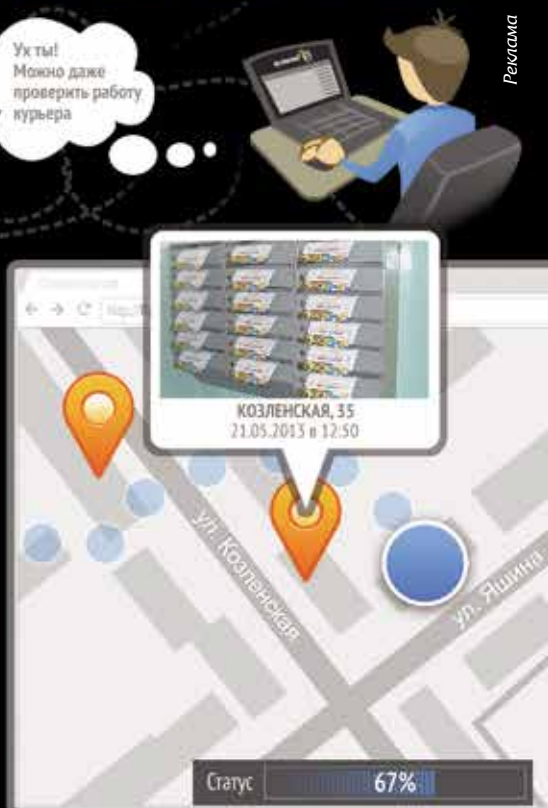 Ух ты!
Можно даже
проверить работу
курьера
Реклама
КОЗЛЕНСКАЯ, 35
21.05.2013 в 12:50
ул. Козленская
ул. Яшина
Статус 67%